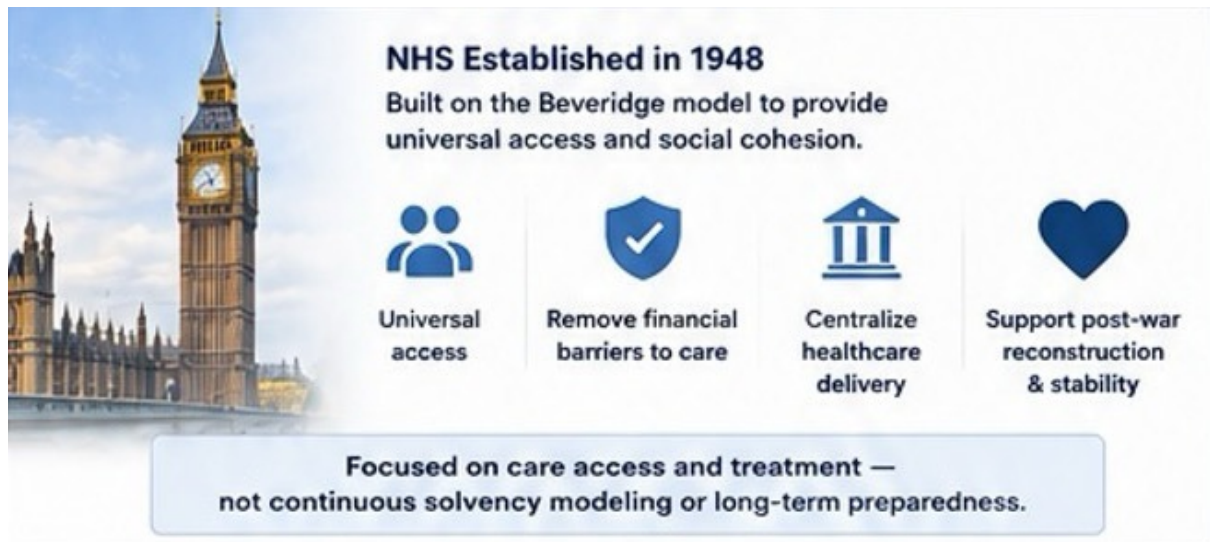 NHS Established in 1948
Built on the Beveridge model to provide
universal access and social cohesion.
Universal
access
Remove financial
barriers to care
Centralize
healthcare
delivery
Support post-war
reconstruction
& stability
Focused on care access and treatment —
not continuous solvency modeling or long-term preparedness.